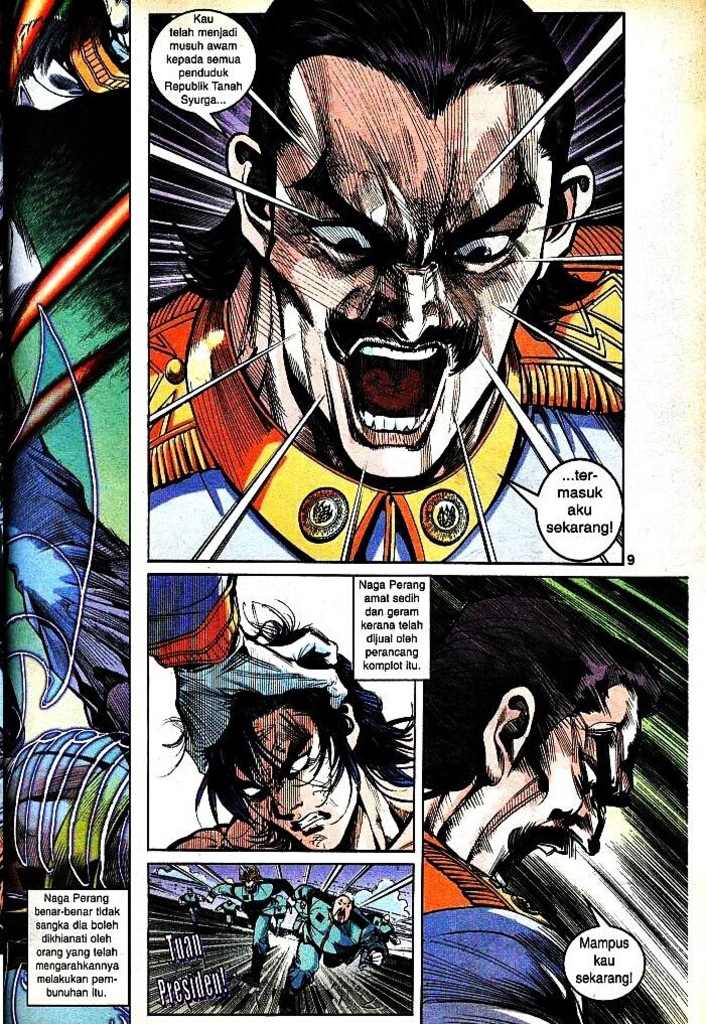 Kau
telah menjadi
musuh awam
kepada semua
penduduk
Republik Tanah
Syurga...
...ter-
masuk
aku
sekarang!
9
Naga Perang
amat sedih
dan geram
kerana telah
dijual oleh
perancang
komplot itu.
Naga Perang
benar-benar tidak
sangka dia boleh
dikhianati oleh
orang yang telah
mengarahkannya
melakukan pem-
bunuhan itu.
Tuan
President!
Mampus
kau
sekarang!